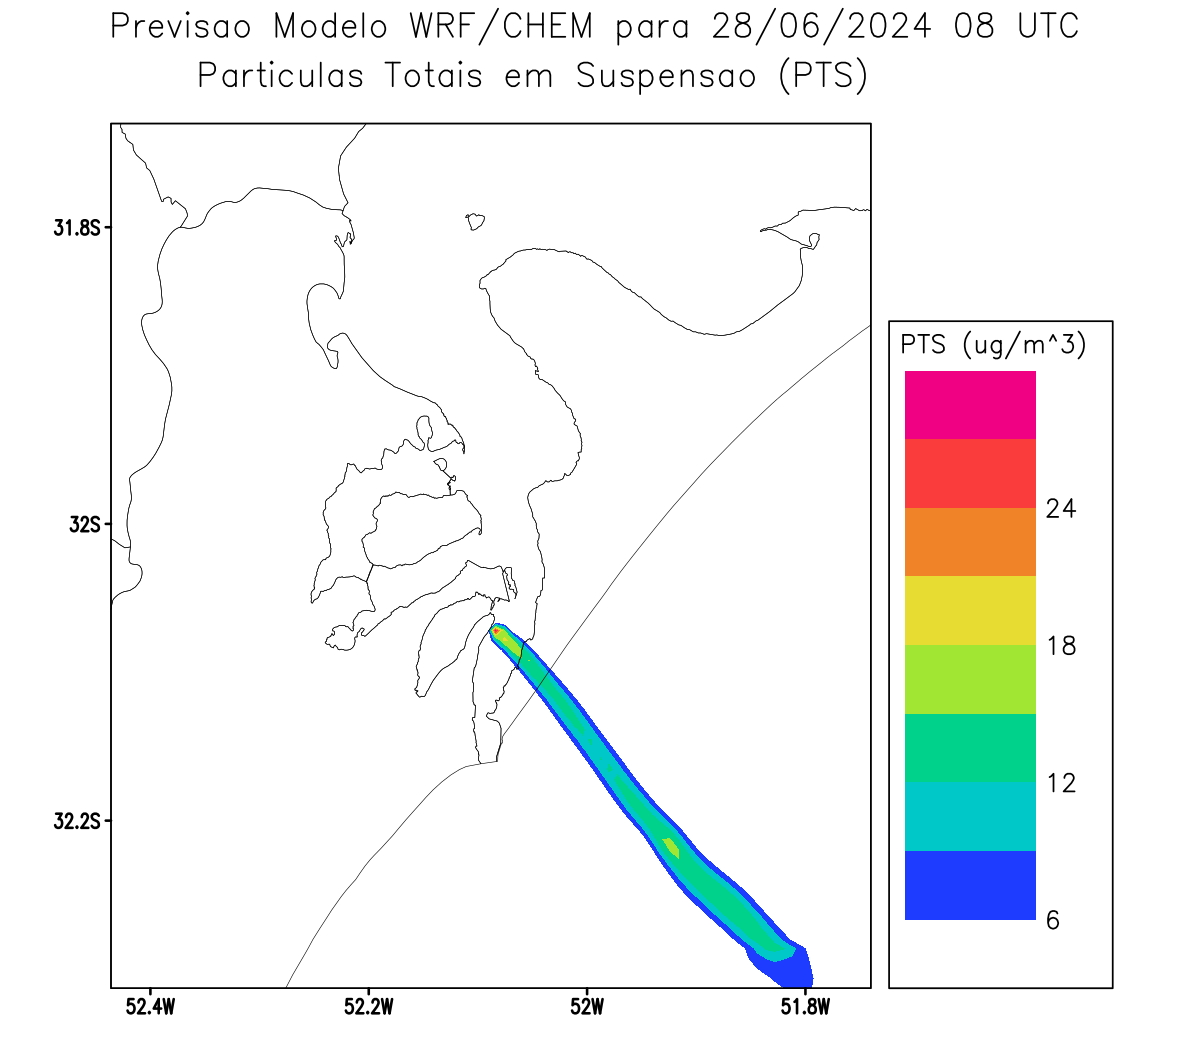 Previsao Modelo WRF/CHEM para 28/06/2024 08 UTC
Particulas Totais em Suspensao (PTS)
31.8S
32S
32.2S
52.4W
52.2W
52W
51.8W
PTS (ug/m^3)
24
18
12
6